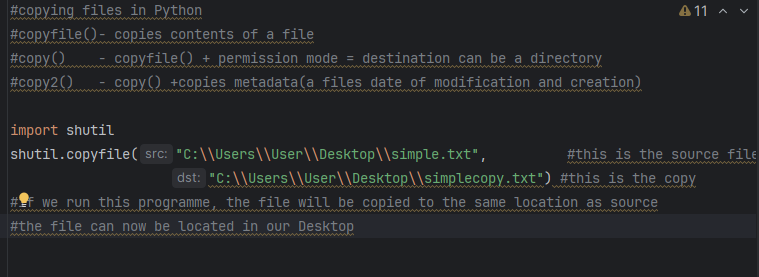 #copying files in Python 11
#copyfile()- copies contents of a file
#copy() - copyfile() + permission mode = destination can be a directory
#copy2() - copy() +copies metadata(a files date of modification and creation)
import shutil
shutil.copyfile( src: "C:\\Users\\User\\Desktop\\simple.txt", #this is the source file
dst: "C:\\Users\\User\\Desktop\\simplecopy.txt") #this is the copy
#if we run this programme, the file will be copied to the same location as source
#the file can now be located in our Desktop